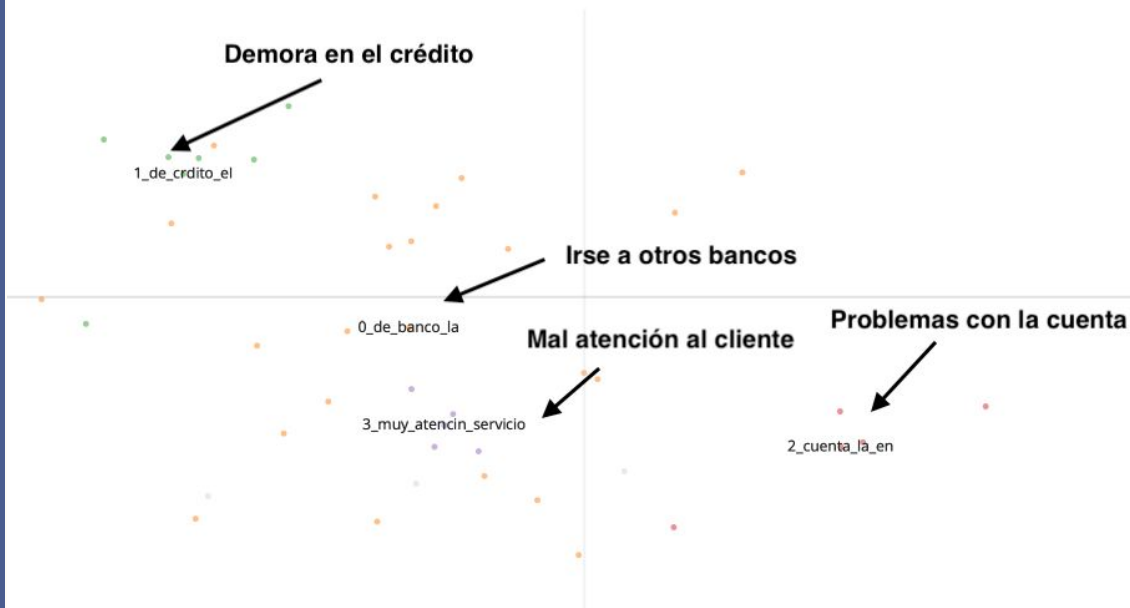 Demora en el crédito
1_de_crdito_el
Irse a otros bancos
0_de_banco_la
Problemas con la cuenta
Mal atención al cliente
3_muy_atencin_servicio
2_cuenta_la_en